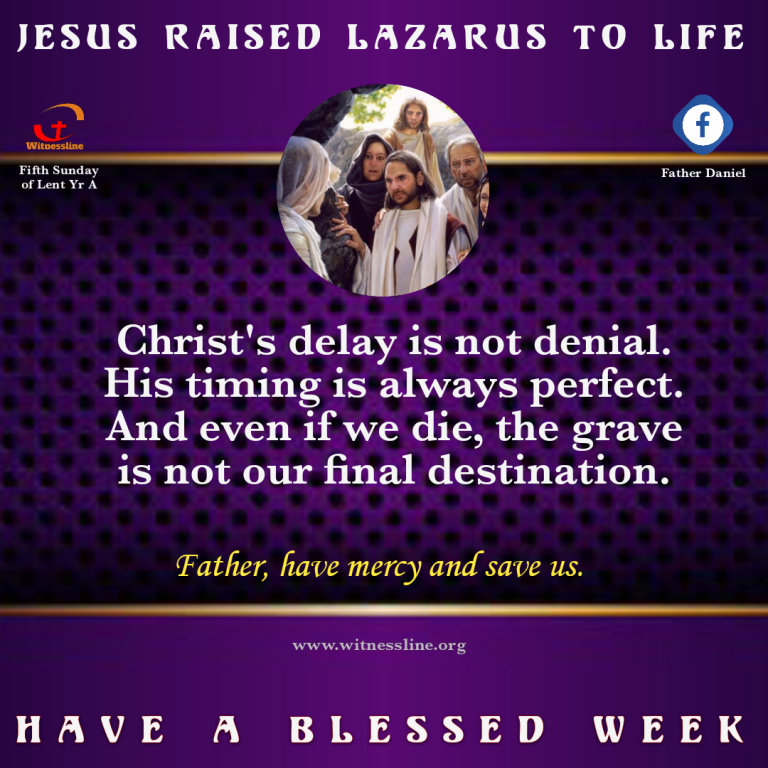 JESUS RAISED LAZARUS TO LIFE
Witnessline
Fifth Sunday
of Lent Yr A
f
Father Daniel
Christ's delay is not denial.
His timing is always perfect.
And even if we die, the grave
is not our final destination.
Father, have mercy and save us.
www.witnessline.org
HAVE A BLESSED WEEK